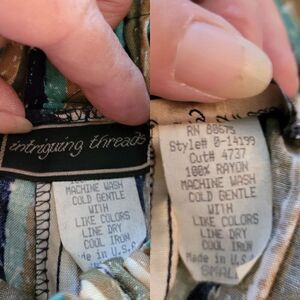 intriguing threads
MACHINE WASH
COLD GENTLE
WITH
LIKE COLORS
LINE DRY
COOL IRON
Made in U.S.
RN 88675
Style# 0-14199
Cut# 4737
100% RAYON
MACHINE WASH
COLD GENTLE
WITH
LIKE COLORS
LINE DRY
COOL IRON
Made in U.S.
SMALL